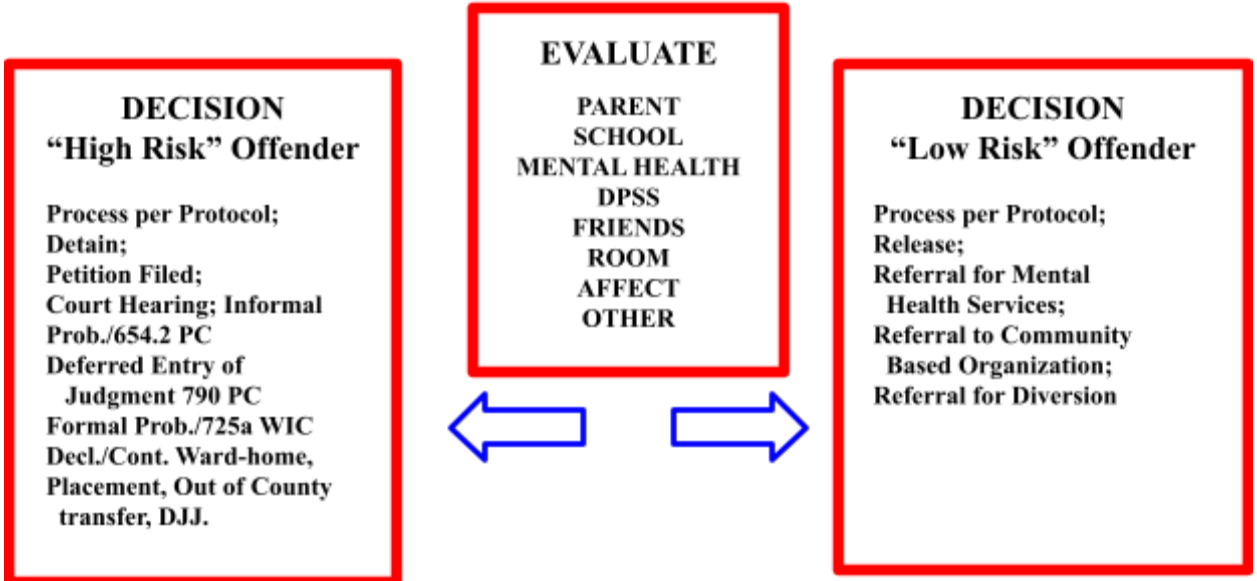 EVALUATE
PARENT
SCHOOL
MENTAL HEALTH
DPSS
FRIENDS
ROOM
AFFECT
OTHER
DECISION
“High Risk” Offender
Process per Protocol;
Detain;
Petition Filed;
Court Hearing; Informal
Prob./654.2 PC
Deferred Entry of
Judgment 790 PC
Formal Prob./725a WIC
Decl./Cont. Ward-home,
Placement, Out of County
transfer, DJJ.
DECISION
“Low Risk” Offender
Process per Protocol;
Release;
Referral for Mental
Health Services;
Referral to Community
Based Organization;
Referral for Diversion